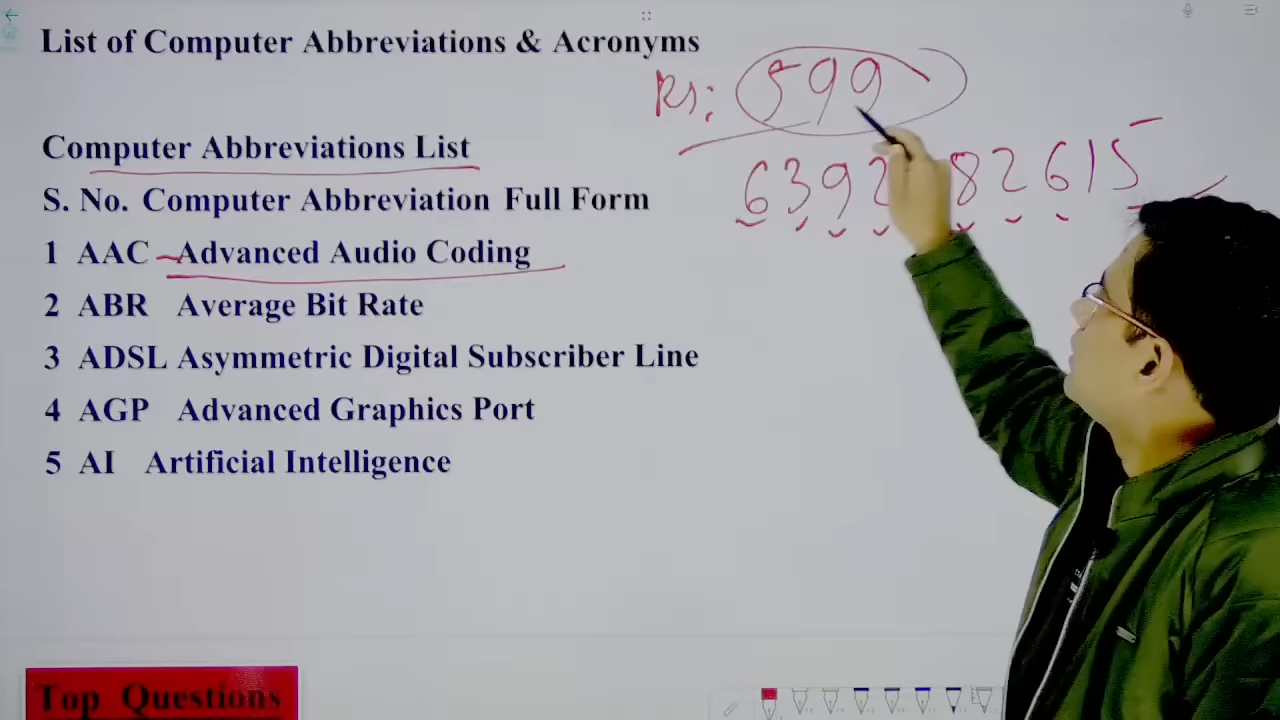 List of Computer Abbreviations & Acronyms
Rs: 599
6392 82615
Computer Abbreviations List
S. No. Computer Abbreviation Full Form
1 AAC Advanced Audio Coding
2 ABR Average Bit Rate
3 ADSL Asymmetric Digital Subscriber Line
4 AGP Advanced Graphics Port
5 AI Artificial Intelligence
Top Questions